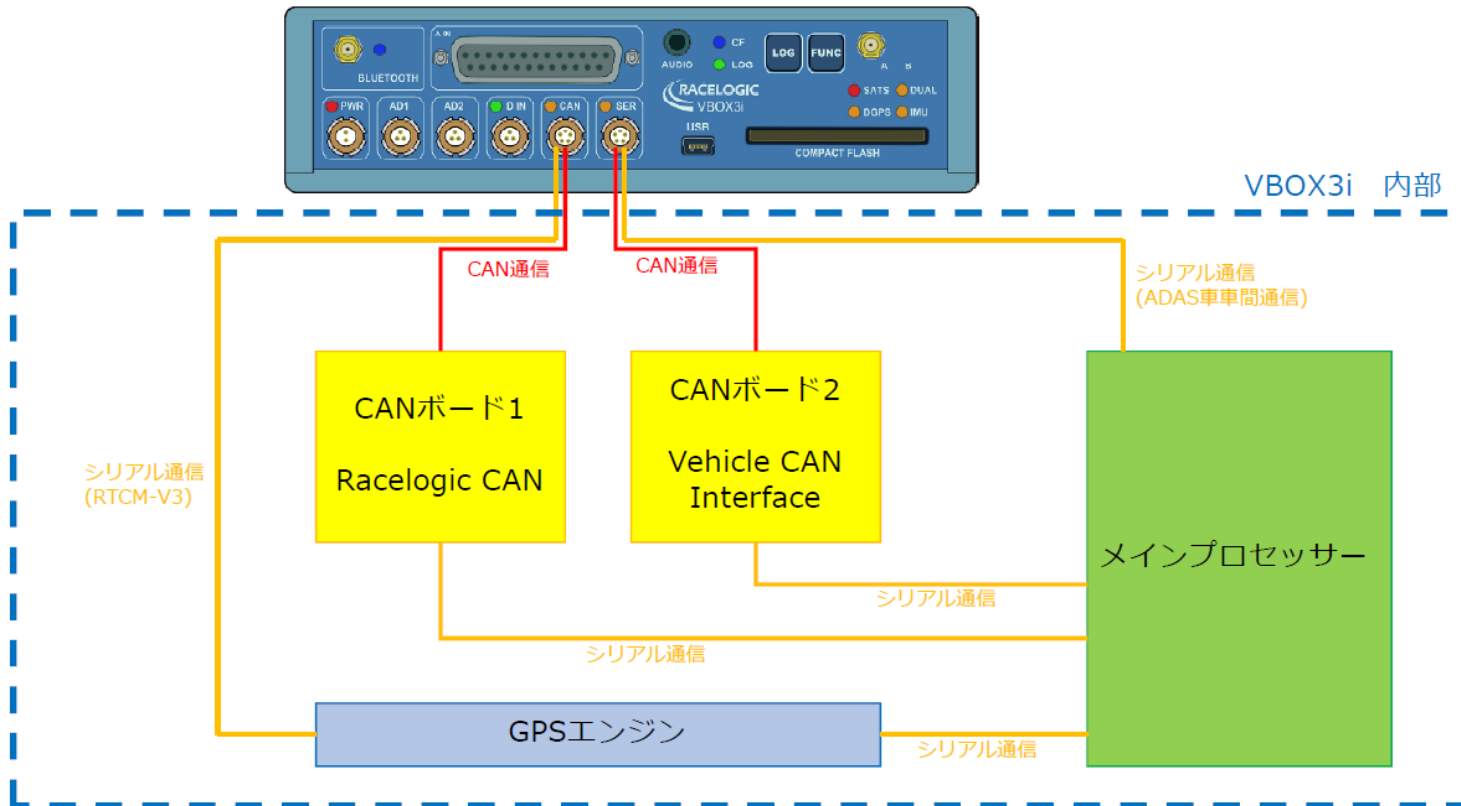 A IN
BLUETOOTH
AUDIO
CF
LOG
LOG
FUNC
A
B
RACELOGIC
VBOX3i
SATS
DUAL
DGPS
IMU
PWR
AD1
AD2
D IN
CAN
SER
USB
COMPACT FLASH
VBOX3i 内部
CAN通信
CAN通信
シリアル通信
(ADAS車車間通信)
CANボード1
Racelogic CAN
CANボード2
Vehicle CAN
Interface
シリアル通信
(RTCM-V3)
メインプロセッサー
シリアル通信
シリアル通信
GPSエンジン
シリアル通信